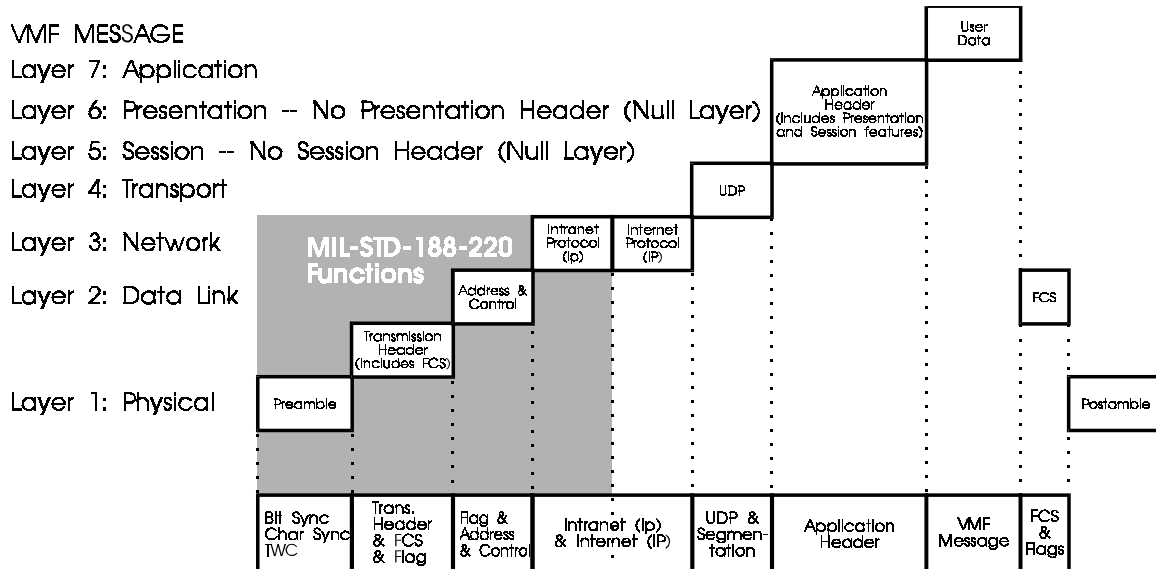 VMF MESSAGE
User
Data
Layer 7: Application
Layer 6: Presentation -- No Presentation Header (Null Layer)
Application
Header
(Includes Presentation
and Session features)
Layer 5: Session -- No Session Header (Null Layer)
Layer 4: Transport
UDP
Layer 3: Network
MIL-STD-188-220
Functions
Intranet
Protocol
(Ip)
Internet
Protocol
(IP)
Layer 2: Data Link
Address &
Control
FCS
Transmission
Header
(Includes FCS)
Layer 1: Physical
Preamble
Postamble
Bit Sync
Char Sync
TWC
Trans.
Header
& FCS
& Flag
Flag &
Address
& Control
Intranet (Ip)
& Internet (IP)
UDP &
Segmen-
tation
Application
Header
VMF
Message
FCS
&
Flags